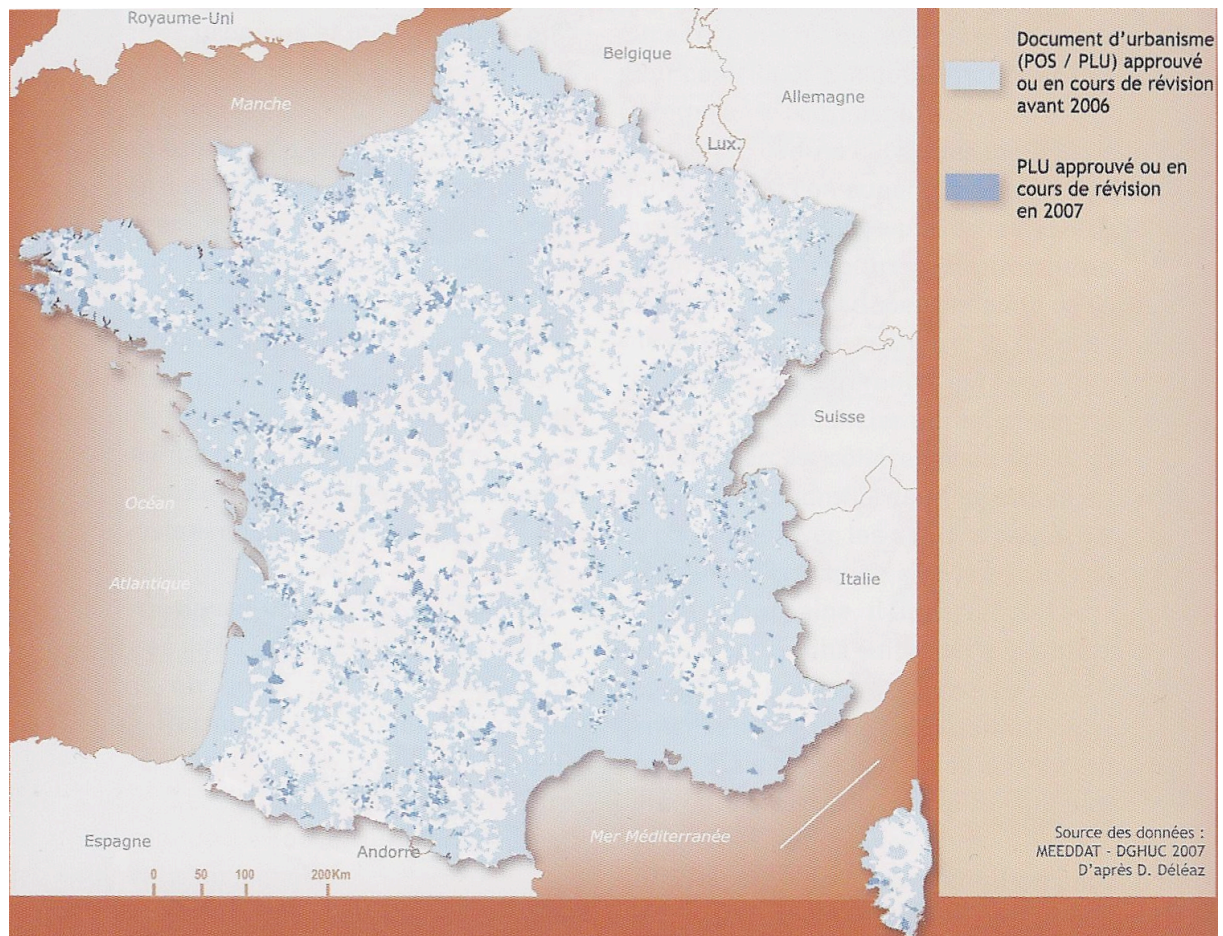 Royaume-Uni
Belgique
Allemagne
Manche
Lux.
Suisse
Océan
Atlantique
Italie
Espagne
Andorre
Mer Méditerranée
0 50 100 200Km
Document d'urbanisme
(POS / PLU) approuvé
ou en cours de révision
avant 2006
PLU approuvé ou en
cours de révision
en 2007
Source des données :
MEEDDAT - DGHUC 2007
D'après D. Déléaz